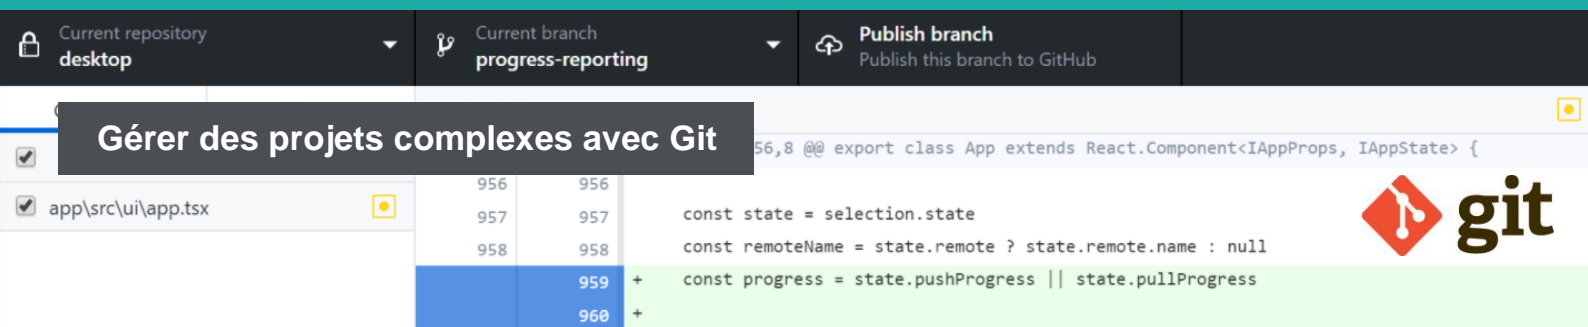 Current repository
desktop
Current branch
progress-reporting
Publish branch
Publish this branch to GitHub
Gérer des projets complexes avec Git
56,8 @@ export class App extends React.Component<IAppProps, IAppState> {
956 956
app\src\ui\app.tsx
957 957 const state = selection.state
958 958 const remoteName = state.remote ? state.remote.name : null
959 + const progress = state.pushProgress || state.pullProgress
960 +
git